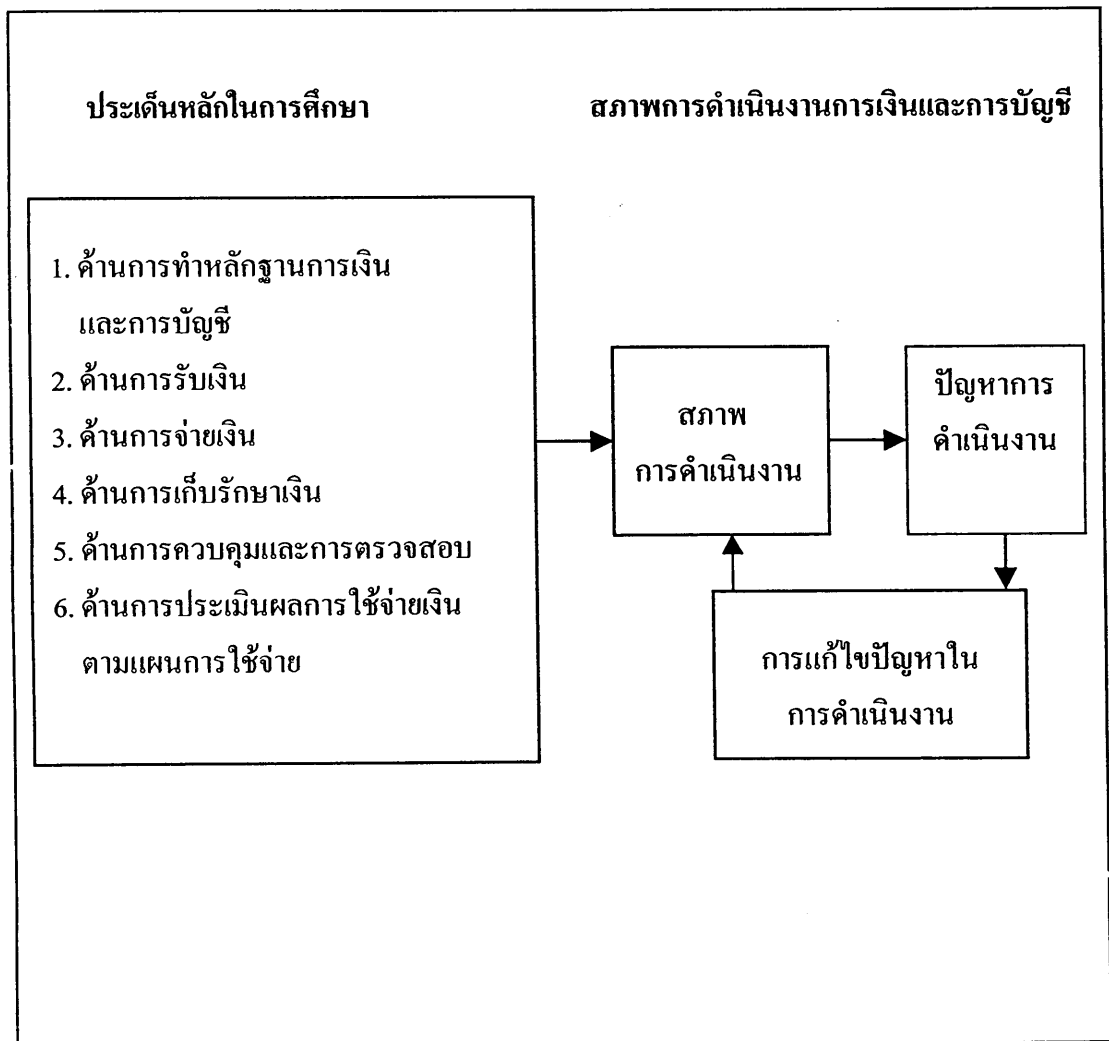 ประเด็นหลักในการศึกษา
สภาพการดำเนินงานการเงินและการบัญชี
1. ด้านการทำหลักฐานการเงิน
และการบัญชี
2. ด้านการรับเงิน
3. ด้านการจ่ายเงิน
4. ด้านการเก็บรักษาเงิน
5. ด้านการควบคุมและการตรวจสอบ
6. ด้านการประเมินผลการใช้จ่ายเงิน
ตามแผนการใช้จ่าย
สภาพ
การดำเนินงาน
ปัญหาการ
ดำเนินงาน
การแก้ไขปัญหาใน
การดำเนินงาน